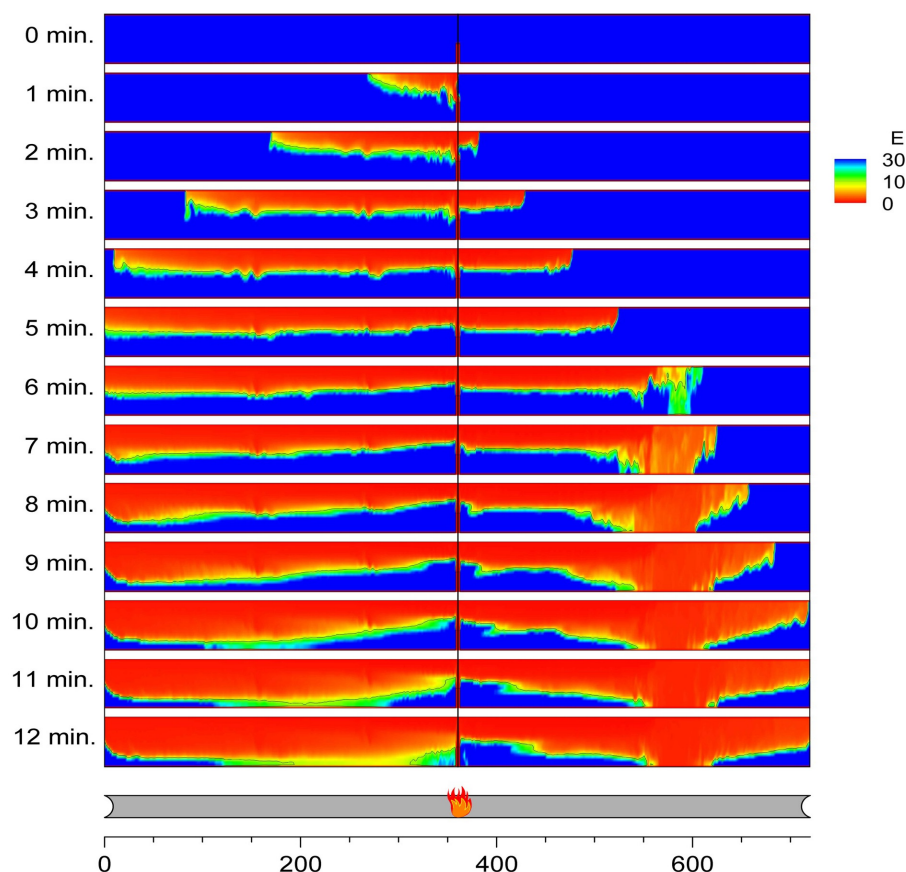 0 min.
1 min.
2 min.
E
30
10
0
3 min.
4 min.
5 min.
6 min.
7 min.
8 min.
9 min.
10 min.
11 min.
12 min.
0 200 400 600